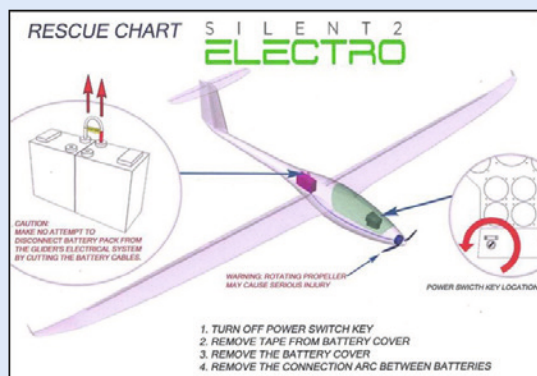 RESCUE CHART
SILENT 2
ELECTRO
CAUTION:
MAKE NO ATTEMPT TO
DISCONNECT BATTERY PACK FROM
THE GLIDER'S ELECTRICAL SYSTEM
BY CUTTING THE BATTERY CABLES.
WARNING: ROTATING PROPELLER
MAY CAUSE SERIOUS INJURY
POWER SWICTH KEY LOCATION
1. TURN OFF POWER SWITCH KEY
2. REMOVE TAPE FROM BATTERY COVER
3. REMOVE THE BATTERY COVER
4. REMOVE THE CONNECTION ARC BETWEEN BATTERIES